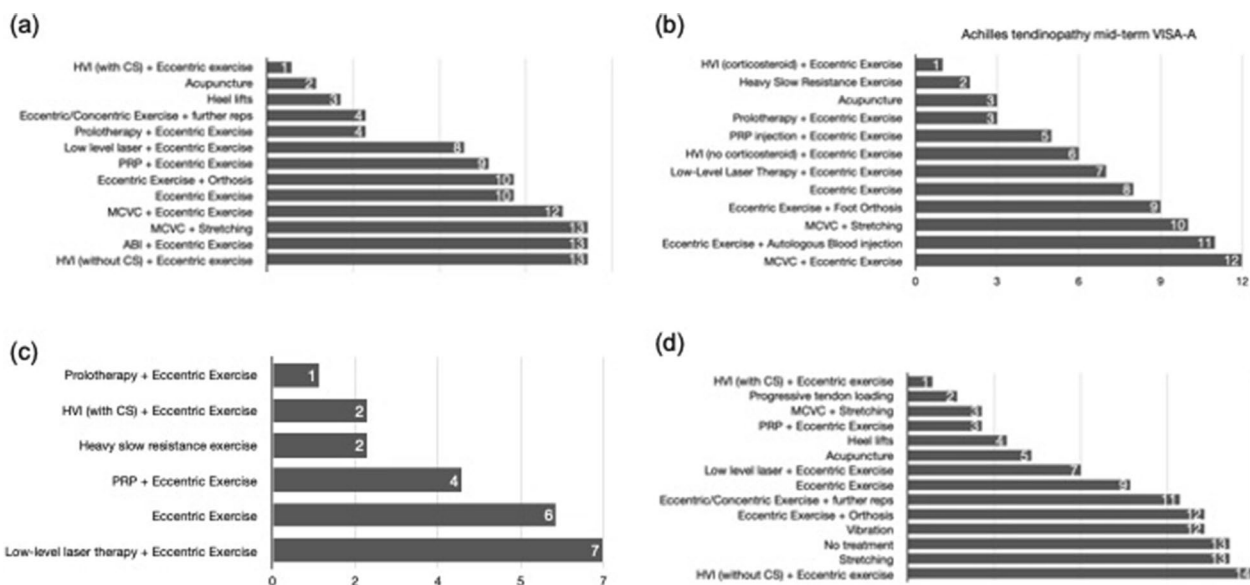 (a)
HVI (with CS) + Eccentric exercise 1
Acupuncture 2
Heel lifts 3
Eccentric/Concentric Exercise + further reps 4
Prolotherapy + Eccentric Exercise 4
Low level laser + Eccentric Exercise 8
PRP + Eccentric Exercise 9
Eccentric Exercise + Orthosis 10
Eccentric Exercise 10
MCVC + Eccentric Exercise 12
MCVC + Stretching 13
ABI + Eccentric Exercise 13
HVI (without CS) + Eccentric exercise 13
(b)
Achilles tendinopathy mid-term VISA-A
HVI (corticosteroid) + Eccentric Exercise 1
Heavy Slow Resistance Exercise 2
Acupuncture 3
Prolotherapy + Eccentric Exercise 3
PRP injection + Eccentric Exercise 5
HVI (no corticosteroid) + Eccentric Exercise 6
Low-Level Laser Therapy + Eccentric Exercise 7
Eccentric Exercise 8
Eccentric Exercise + Foot Orthosis 9
MCVC + Stretching 10
Eccentric Exercise + Autologous Blood injection 11
MCVC + Eccentric Exercise 12
0 3 6 9 12
(c)
Prolotherapy + Eccentric Exercise 1
HVI (with CS) + Eccentric Exercise 2
Heavy slow resistance exercise 2
PRP + Eccentric Exercise 4
Eccentric Exercise 6
Low-level laser therapy + Eccentric Exercise 7
0 2 4 5 7
(d)
HVI (with CS) + Eccentric exercise 1
Progressive tendon loading 2
MCVC + Stretching 3
PRP + Eccentric Exercise 3
Heel lifts 4
Acupuncture 5
Low level laser + Eccentric Exercise 7
Eccentric Exercise 9
Eccentric/Concentric Exercise + further reps 11
Eccentric Exercise + Orthosis 12
Vibration 12
No treatment 13
Stretching 13
HVI (without CS) + Eccentric exercise 14